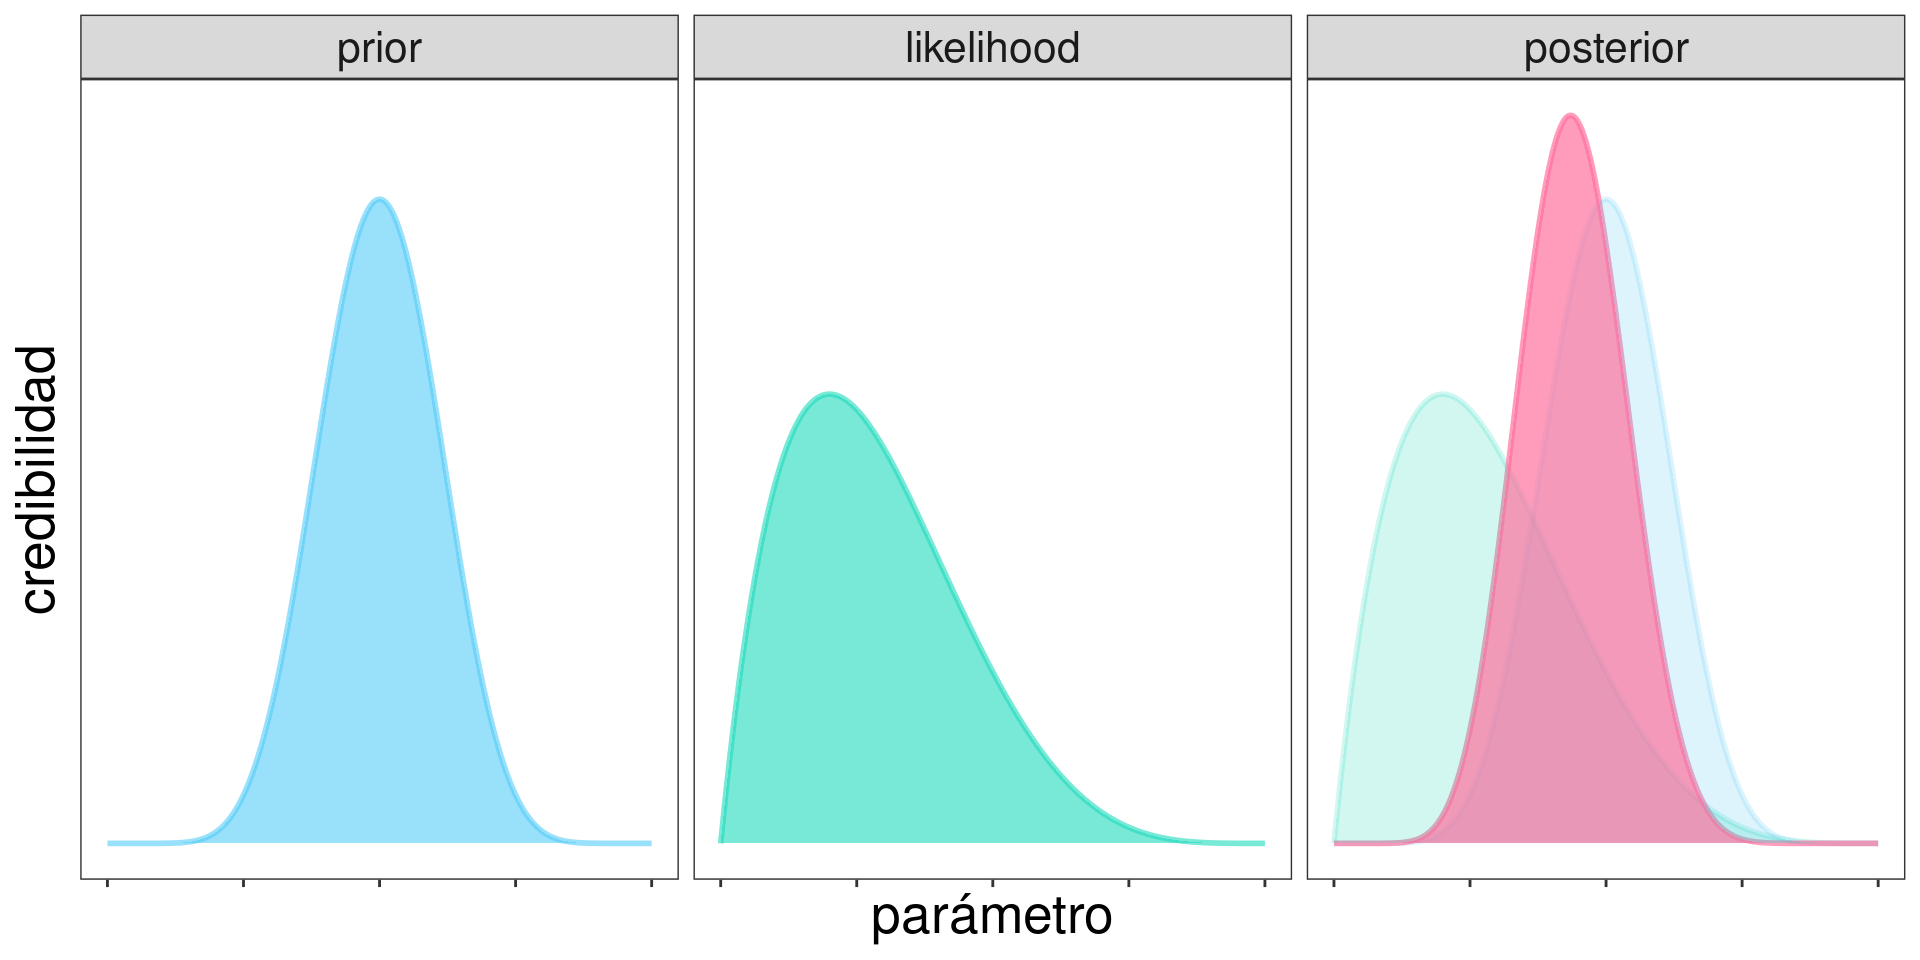 prior
likelihood
posterior
credibilidad
parámetro